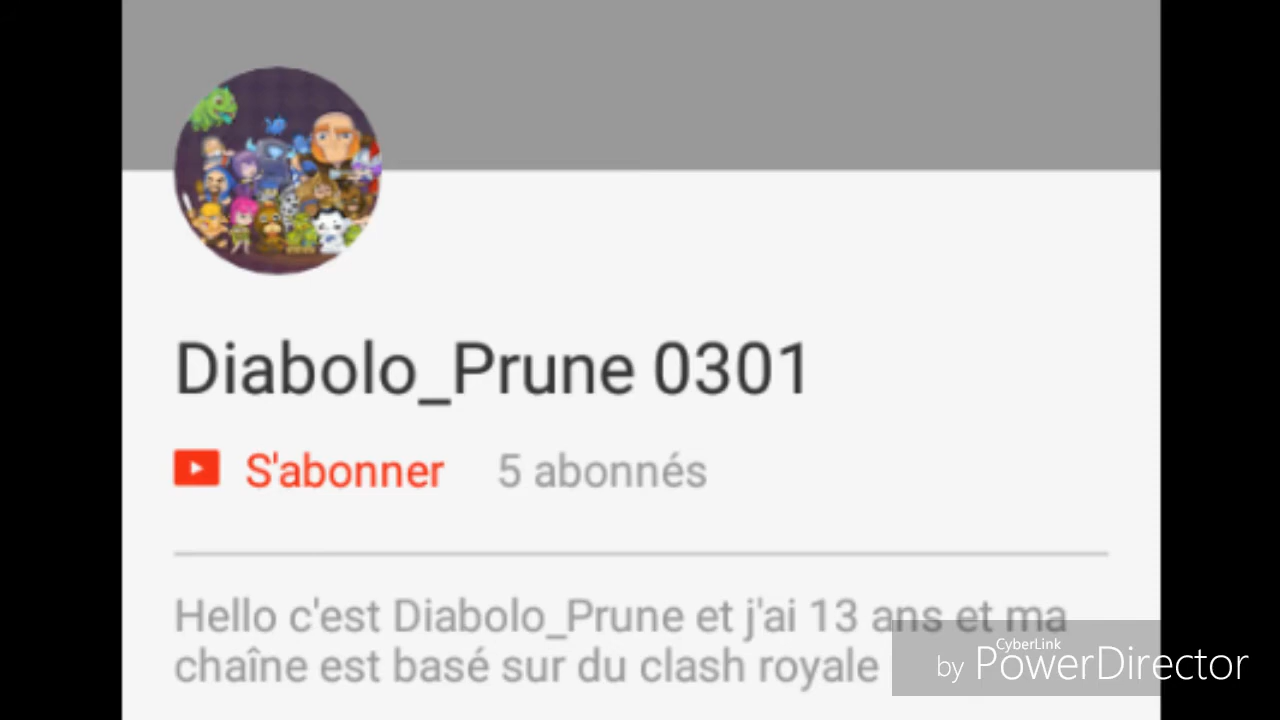 Diabolo_Prune 0301
S'abonner 5 abonnés
Hello c'est Diabolo_Prune et j'ai 13 ans et ma
chaîne est basé sur du clash royale
CyberLink
by PowerDirector